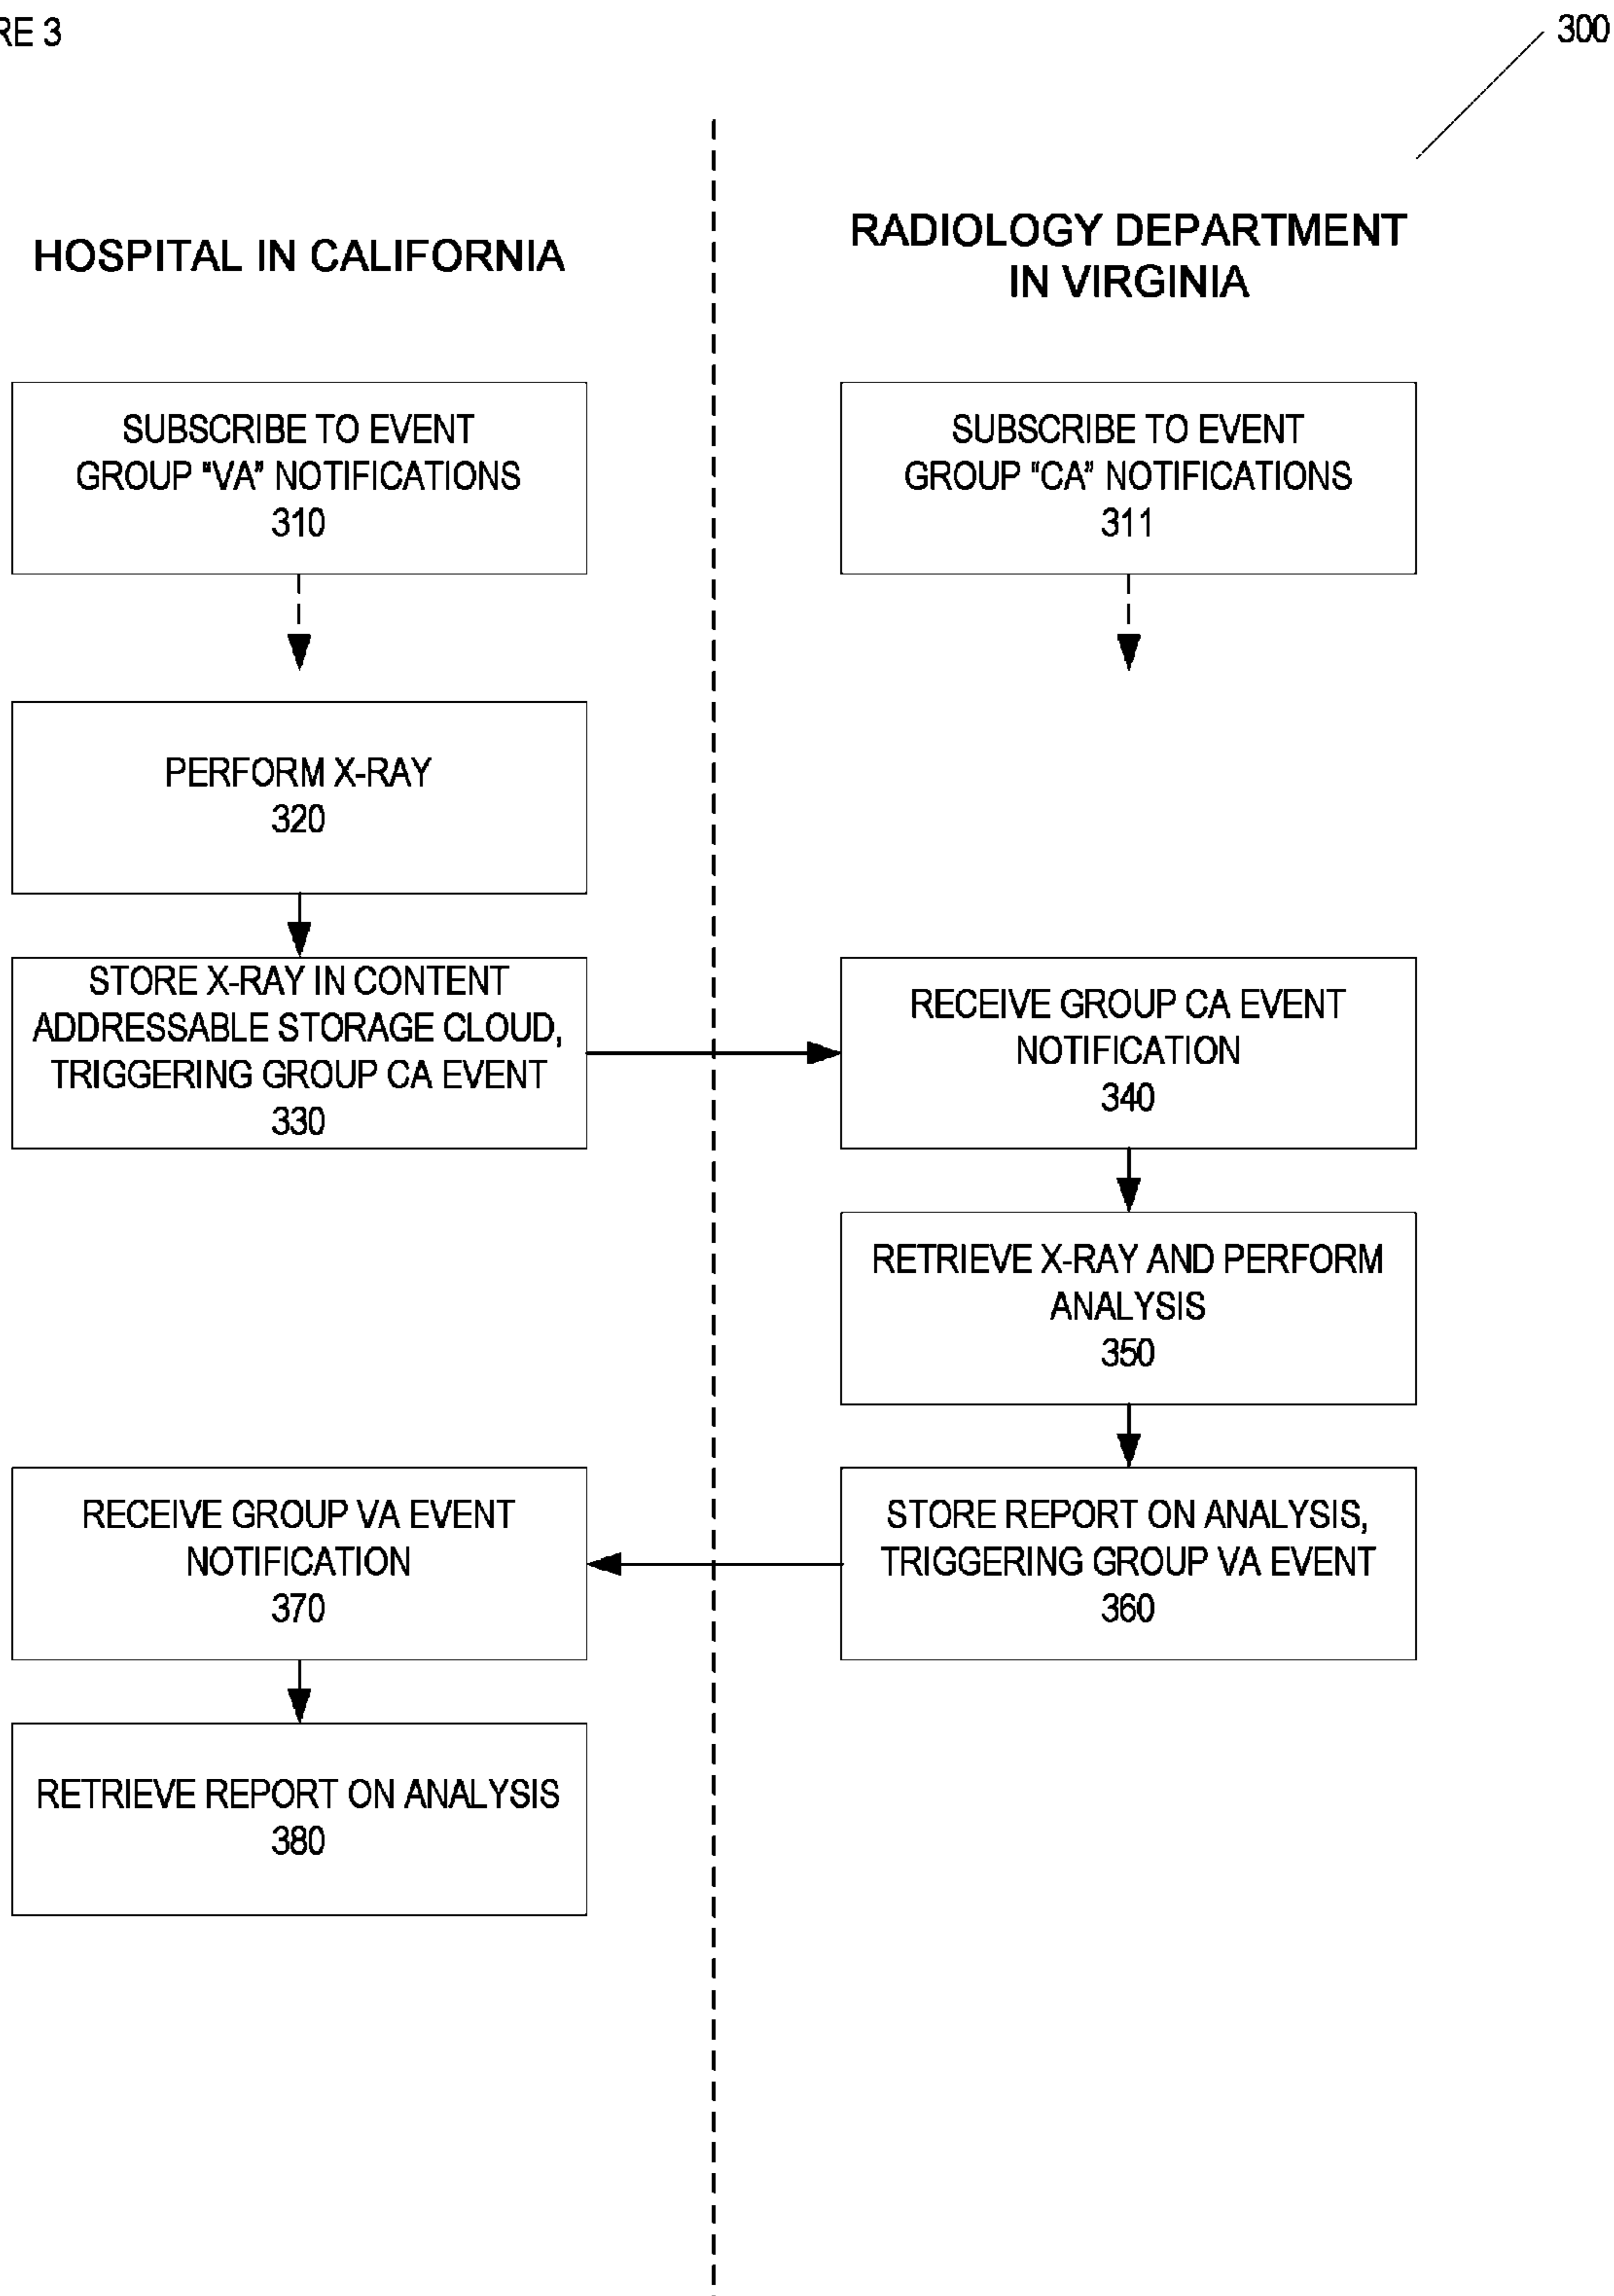 RE 3
300
HOSPITAL IN CALIFORNIA
RADIOLOGY DEPARTMENT
IN VIRGINIA
SUBSCRIBE TO EVENT
GROUP "VA" NOTIFICATIONS
310
SUBSCRIBE TO EVENT
GROUP "CA" NOTIFICATIONS
311
PERFORM X-RAY
320
STORE X-RAY IN CONTENT
ADDRESSABLE STORAGE CLOUD,
TRIGGERING GROUP CA EVENT
330
RECEIVE GROUP CA EVENT
NOTIFICATION
340
RETRIEVE X-RAY AND PERFORM
ANALYSIS
350
STORE REPORT ON ANALYSIS,
TRIGGERING GROUP VA EVENT
360
RECEIVE GROUP VA EVENT
NOTIFICATION
370
RETRIEVE REPORT ON ANALYSIS
380